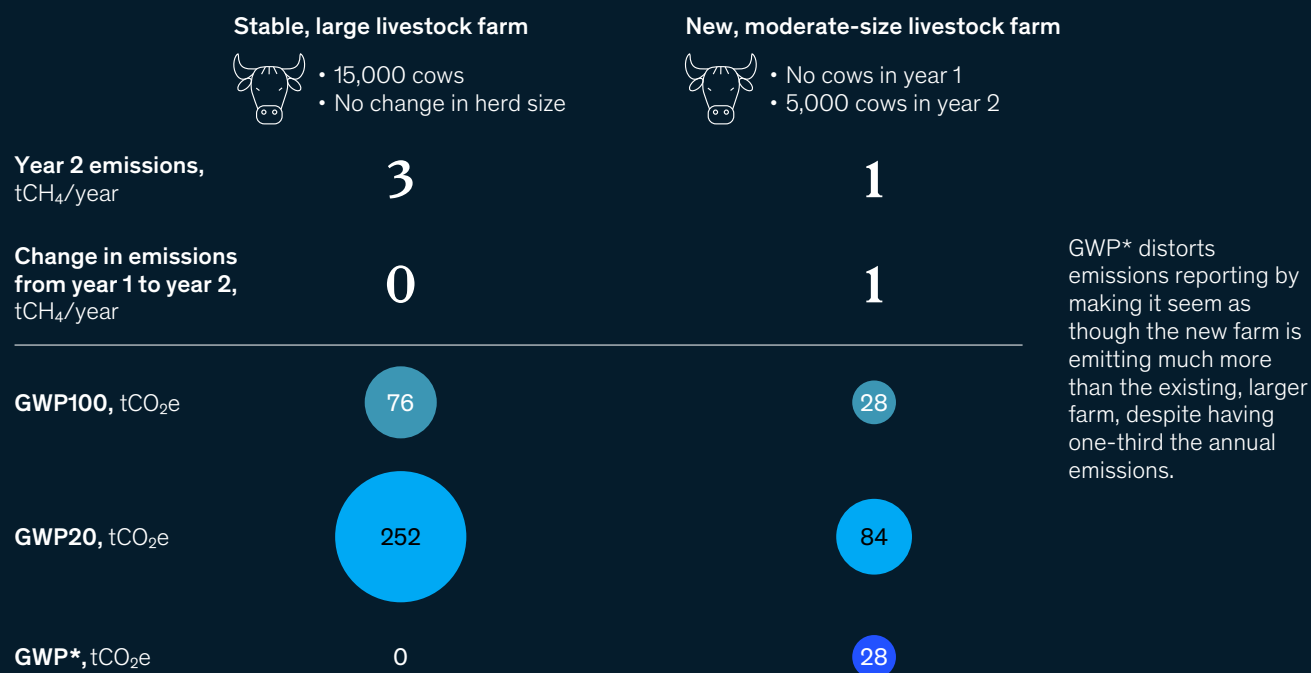 Stable, large livestock farm
• 15,000 cows
• No change in herd size
New, moderate-size livestock farm
• No cows in year 1
• 5,000 cows in year 2
Year 2 emissions,
tCH₄/year
3
1
Change in emissions
from year 1 to year 2,
tCH₄/year
0
1
GWP100, tCO₂e
76
28
GWP20, tCO₂e
252
84
GWP*, tCO₂e
0
28
GWP* distorts
emissions reporting by
making it seem as
though the new farm is
emitting much more
than the existing, larger
farm, despite having
one-third the annual
emissions.